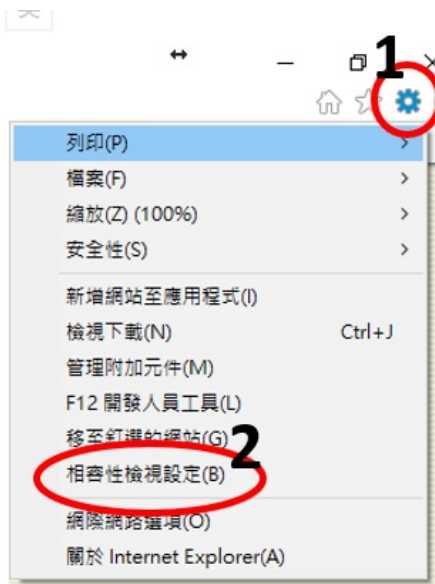 1
列印(P)
檔案(F)
縮放(Z) (100%)
安全性(S)
新增網站至應用程式(I)
檢視下載(N) Ctrl+J
管理附加元件(M)
F12 開發人員工具(L)
移至釘選的網站(G)
2
相容性檢視設定(B)
網際網路選項(O)
關於 Internet Explorer(A)